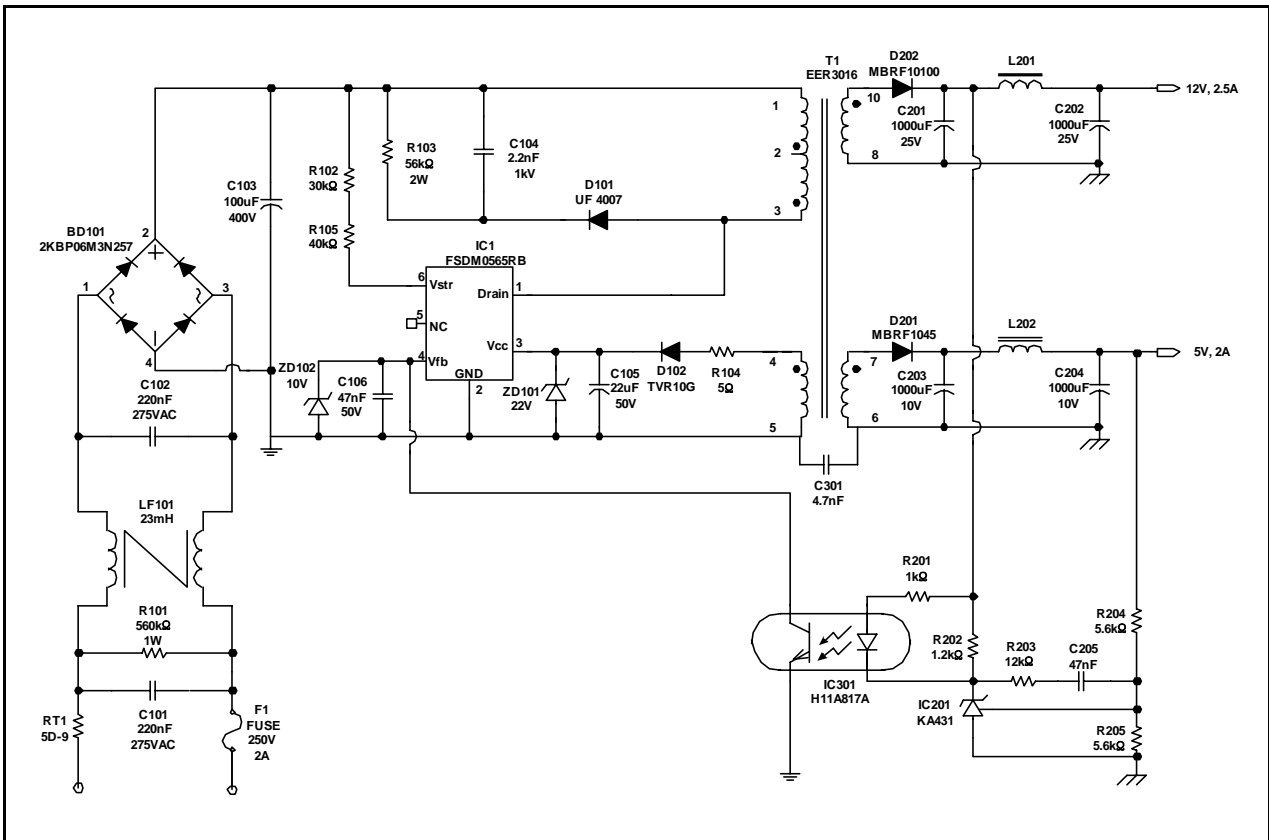 T1
EER3016
D202
MBRF10100
L201
12V, 2.5A
1
2
3
10
8
C201
1000uF
25V
C202
1000uF
25V
R103
56kΩ
2W
C104
2.2nF
1kV
D101
UF 4007
R102
30kΩ
R105
40kΩ
C103
100uF
400V
BD101
2KBP06M3N257
2
1
3
4
IC1
FSDM0565RB
6
Vstr
Drain
1
5
NC
Vcc
3
4
Vfb
GND
2
ZD102
10V
C106
47nF
50V
ZD101
22V
C105
22uF
50V
D102
TVR10G
R104
5Ω
4
5
7
6
D201
MBRF1045
L202
5V, 2A
C203
1000uF
10V
C204
1000uF
10V
C102
220nF
275VAC
C301
4.7nF
LF101
23mH
R101
560kΩ
1W
RT1
5D-9
C101
220nF
275VAC
F1
FUSE
250V
2A
R201
1kΩ
R202
1.2kΩ
R203
12kΩ
C205
47nF
R204
5.6kΩ
R205
5.6kΩ
IC301
H11A817A
IC201
KA431